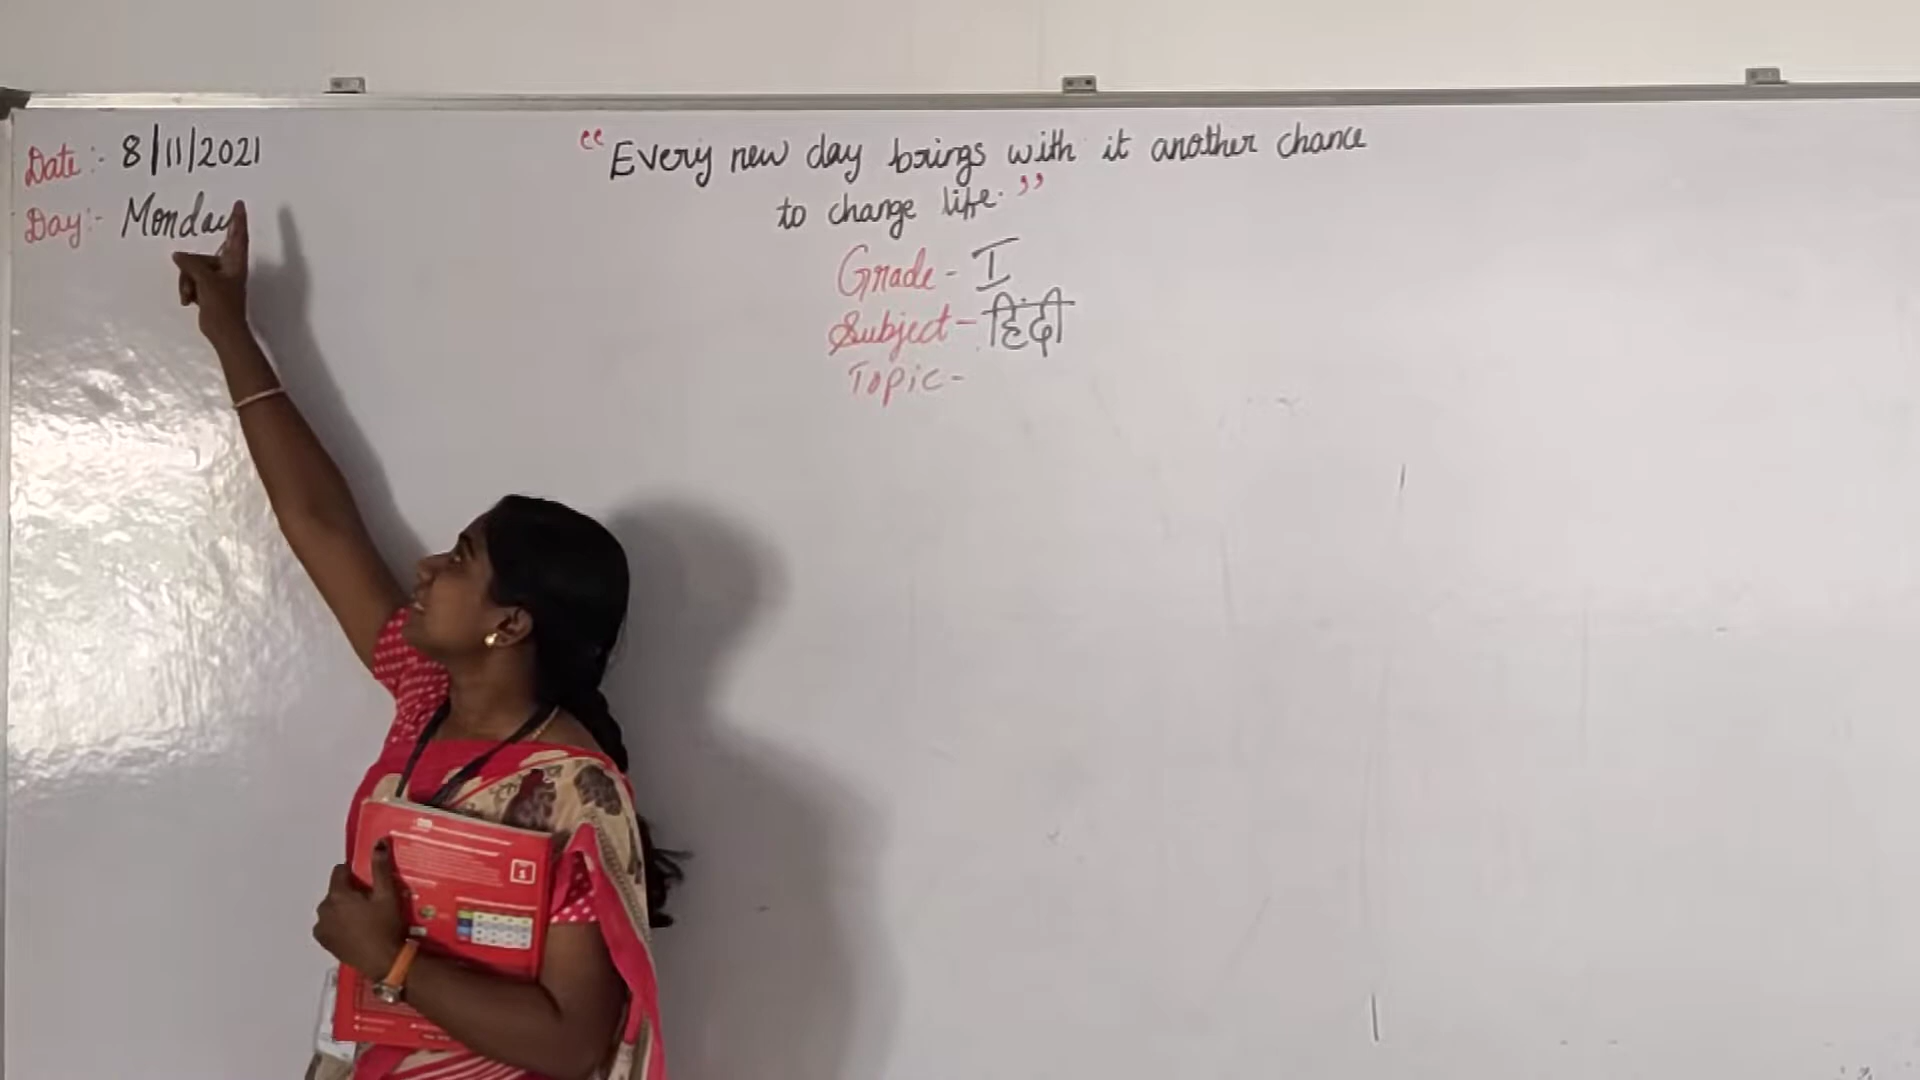 Date:- 8/11/2021
Day:- Monday
"Every new day brings with it another chance
to change life."
Grade - I
Subject - हिंदी
Topic -
1